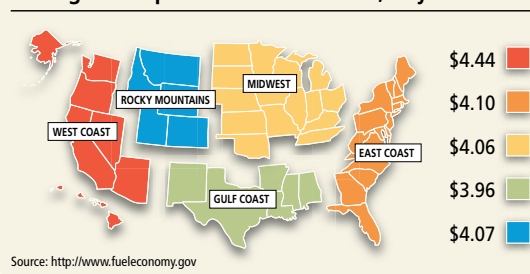 $4.44
ROCKY MOUNTAINS
MIDWEST
$4.10
WEST COAST
$4.06
EAST COAST
GULF COAST
$3.96
$4.07
Source: http://www.fueleconomy.gov